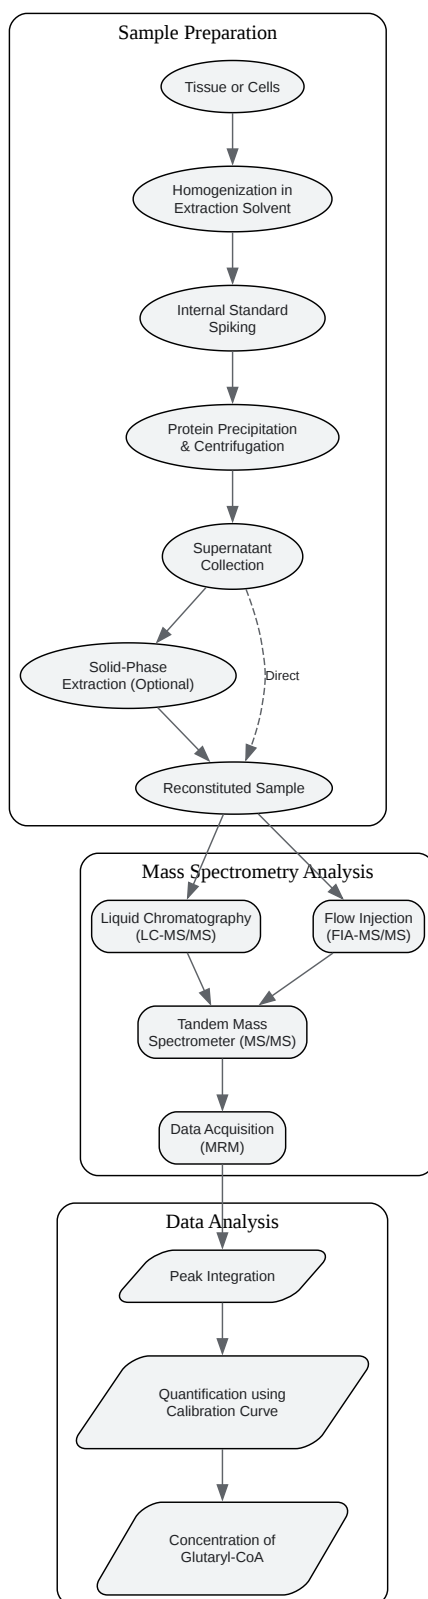 Sample Preparation
Tissue or Cells
Homogenization in
Extraction Solvent
Internal Standard
Spiking
Protein Precipitation
& Centrifugation
Supernatant
Collection
Solid-Phase
Extraction (Optional)
Direct
Reconstituted Sample
Mass Spectrometry Analysis
Liquid Chromatography
(LC-MS/MS)
Flow Injection
(FIA-MS/MS)
Tandem Mass
Spectrometer (MS/MS)
Data Acquisition
(MRM)
Data Analysis
Peak Integration
Quantification using
Calibration Curve
Concentration of
Glutaryl-CoA